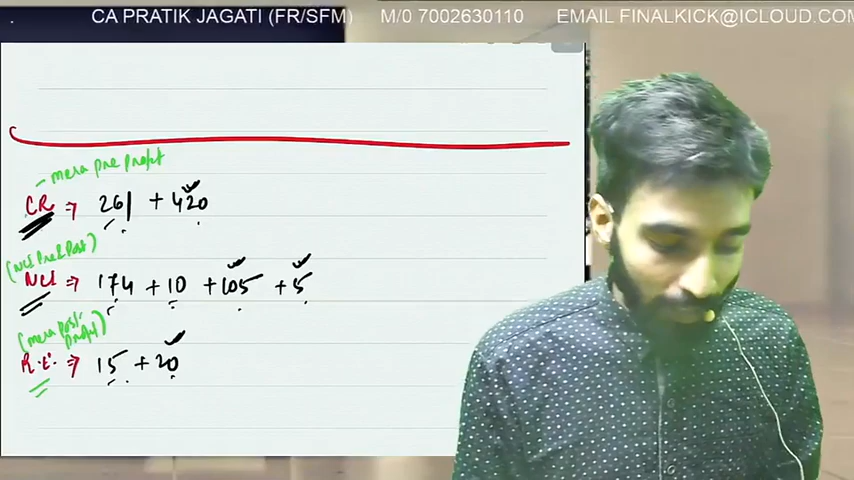 CA PRATIK JAGATI (FR/SFM) M/0 7002630110 EMAIL FINALKICK@ICLOUD.COM
- mera pre profit
CR ⇒ 261 + 420
(NCI Pre & Post)
NCI ⇒ 174 + 10 + 105 + 5
(mera post profit)
R.E. ⇒ 15 + 20